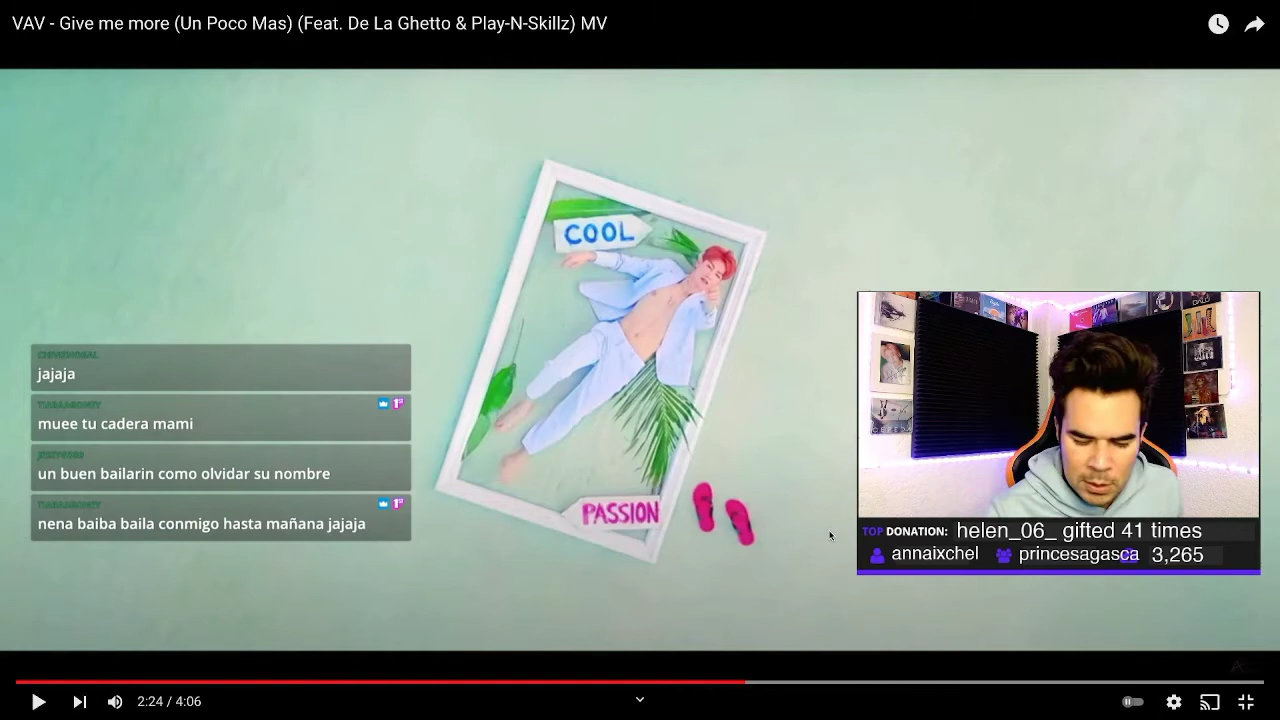 VAV - Give me more (Un Poco Mas) (Feat. De La Ghetto & Play-N-Skillz) MV
COOL
PASSION
jajaja
muee tu cadera mami
un buen bailarin como olvidar su nombre
nena baiba baila conmigo hasta mañana jajaja
TOP DONATION: helen_06_ gifted 41 times
annaixchel princesagasca 3,265
2:24 / 4:06